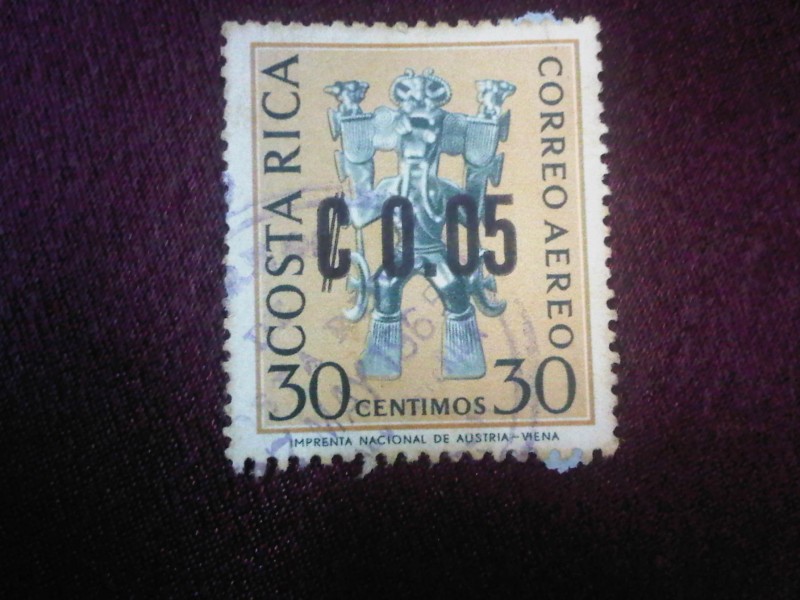 COSTA RICA
CORREO AEREO
₡ 0.05
30 CENTIMOS 30
IMPRENTA NACIONAL DE AUSTRIA-VIENA